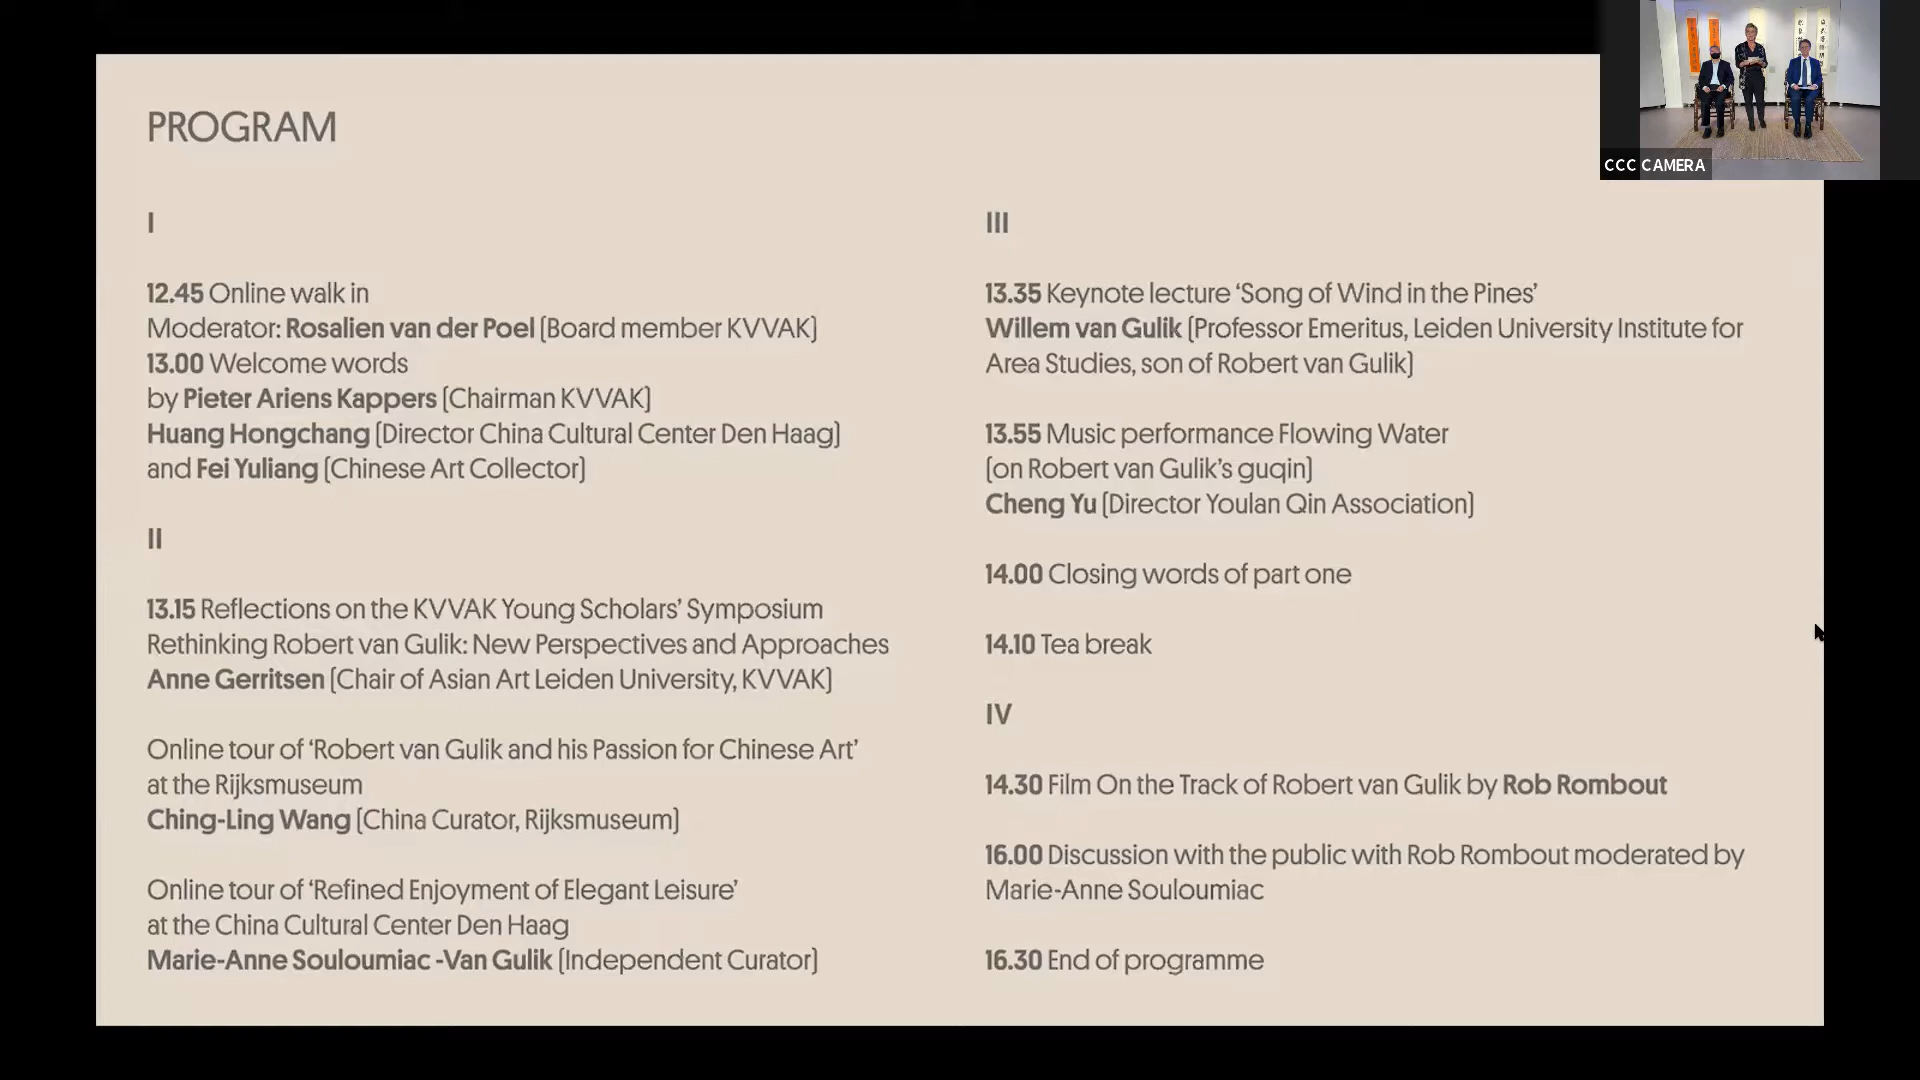 PROGRAM
I
12.45 Online walk in
Moderator: Rosalien van der Poel (Board member KVVAK)
13.00 Welcome words
by Pieter Ariens Kappers (Chairman KVVAK)
Huang Hongchang (Director China Cultural Center Den Haag)
and Fei Yuliang (Chinese Art Collector)
II
13.15 Reflections on the KVVAK Young Scholars’ Symposium
Rethinking Robert van Gulik: New Perspectives and Approaches
Anne Gerritsen (Chair of Asian Art Leiden University, KVVAK)
Online tour of ‘Robert van Gulik and his Passion for Chinese Art’
at the Rijksmuseum
Ching-Ling Wang (China Curator, Rijksmuseum)
Online tour of ‘Refined Enjoyment of Elegant Leisure’
at the China Cultural Center Den Haag
Marie-Anne Souloumiac -Van Gulik (Independent Curator)
III
13.35 Keynote lecture ‘Song of Wind in the Pines’
Willem van Gulik (Professor Emeritus, Leiden University Institute for
Area Studies, son of Robert van Gulik)
13.55 Music performance Flowing Water
(on Robert van Gulik’s guqin)
Cheng Yu (Director Youlan Qin Association)
14.00 Closing words of part one
14.10 Tea break
IV
14.30 Film On the Track of Robert van Gulik by Rob Rombout
16.00 Discussion with the public with Rob Rombout moderated by
Marie-Anne Souloumiac
16.30 End of programme
CCC CAMERA